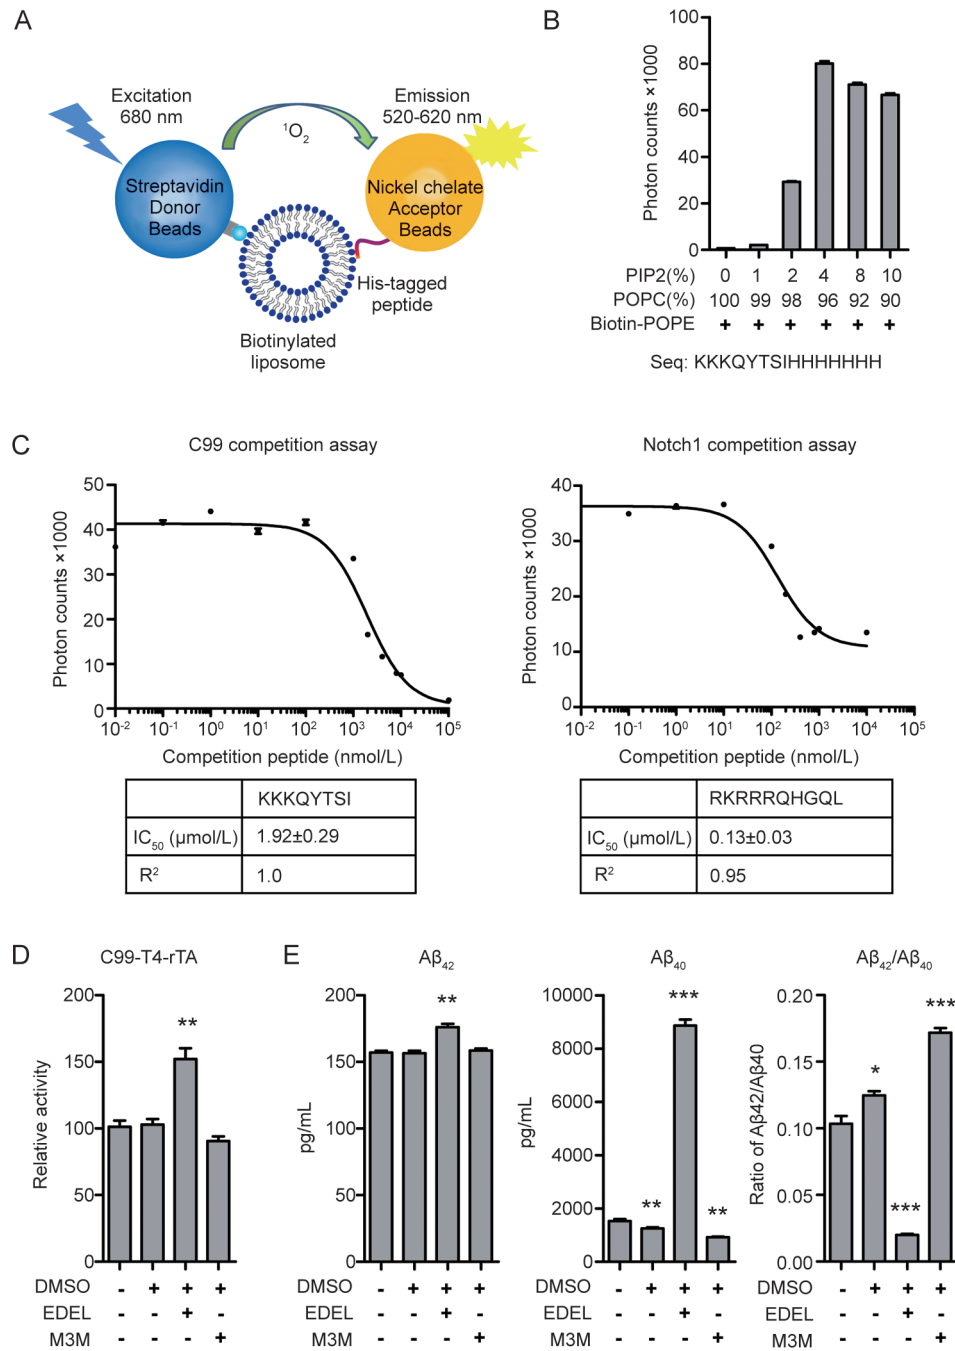 A
Excitation
680 nm
¹O₂
Emission
520-620 nm
Streptavidin
Donor
Beads
Nickel chelate
Acceptor
Beads
His-tagged
peptide
Biotinylated
liposome
B
Photon counts ×1000
100
80
60
40
20
0
PIP2(%) 0 1 2 4 8 10
POPC(%) 100 99 98 96 92 90
Biotin-POPE + + + + + +
Seq: KKKQYTSIHHHHHHH
C
C99 competition assay
Photon counts ×1000
50
40
30
20
10
0
10⁻² 10⁻¹ 10⁰ 10¹ 10² 10³ 10⁴ 10⁵
Competition peptide (nmol/L)
KKKQYTSI
IC₅₀ (µmol/L) 1.92±0.29
R² 1.0
Notch1 competition assay
Photon counts ×1000
40
30
20
10
0
10⁻² 10⁻¹ 10⁰ 10¹ 10² 10³ 10⁴ 10⁵
Competition peptide (nmol/L)
RKRRRQHGQL
IC₅₀ (µmol/L) 0.13±0.03
R² 0.95
D
C99-T4-rTA
Relative activity
200
150
100
50
0
**
DMSO - + + +
EDEL - - + -
M3M - - - +
E
Aβ₄₂
pg/mL
200
150
100
50
0
**
DMSO - + + +
EDEL - - + -
M3M - - - +
Aβ₄₀
pg/mL
10000
8000
6000
4000
2000
0
** *** **
DMSO - + + +
EDEL - - + -
M3M - - - +
Aβ₄₂/Aβ₄₀
Ratio of Aβ42/Aβ40
0.20
0.15
0.10
0.05
0.00
* *** ***
DMSO - + + +
EDEL - - + -
M3M - - - +